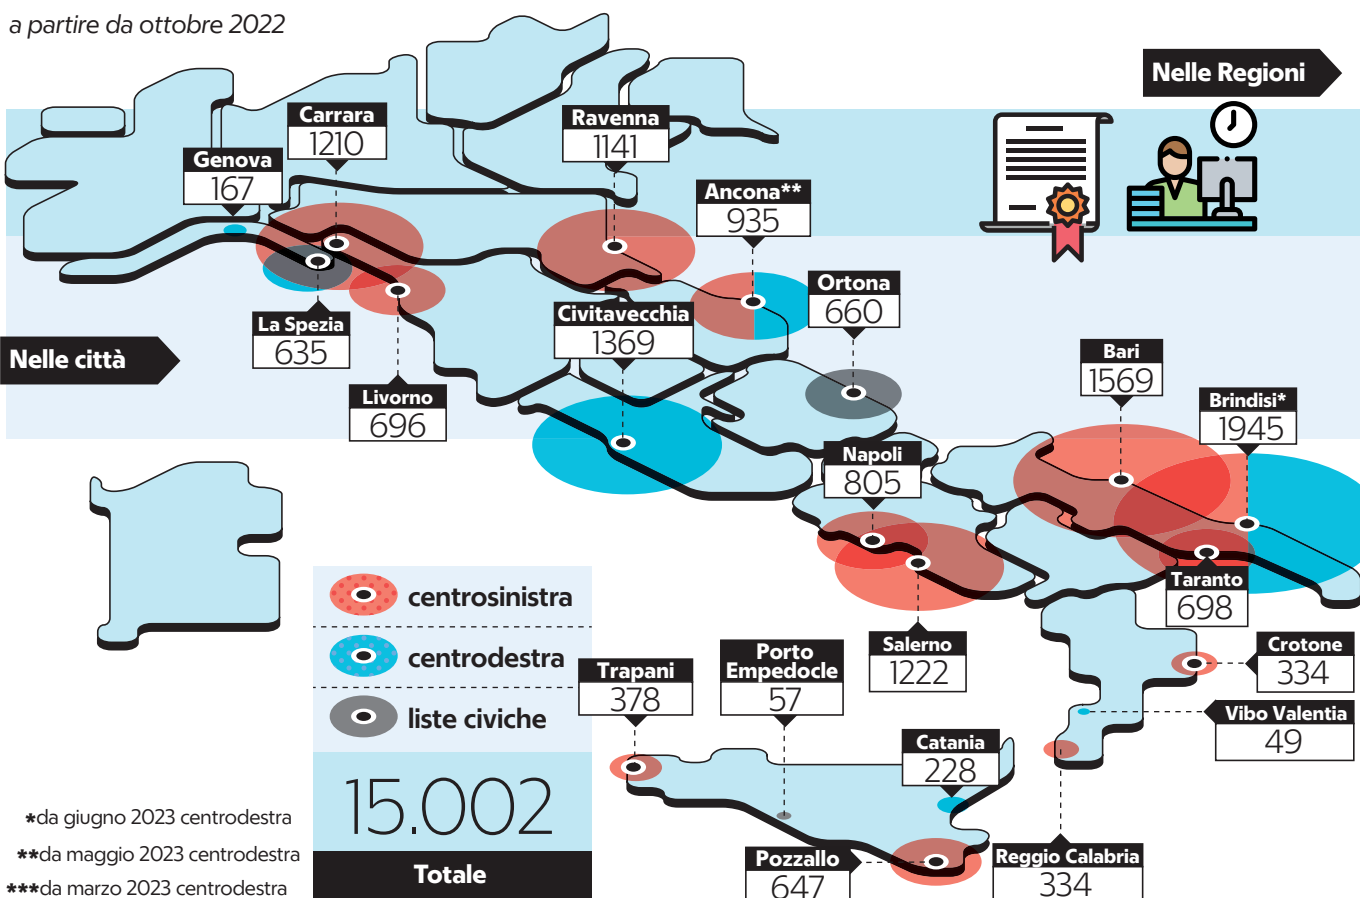 a partire da ottobre 2022
Nelle Regioni
Carrara
1210
Ravenna
1141
Genova
167
Ancona**
935
Ortona
660
Civitavecchia
1369
La Spezia
635
Nelle città
Livorno
696
Bari
1569
Brindisi*
1945
Napoli
805
Taranto
698
Salerno
1222
Crotone
334
Vibo Valentia
49
Reggio Calabria
334
Trapani
378
Porto
Empedocle
57
Catania
228
Pozzallo
647
centrosinistra
centrodestra
liste civiche
15.002
Totale
*da giugno 2023 centrodestra
**da maggio 2023 centrodestra
***da marzo 2023 centrodestra